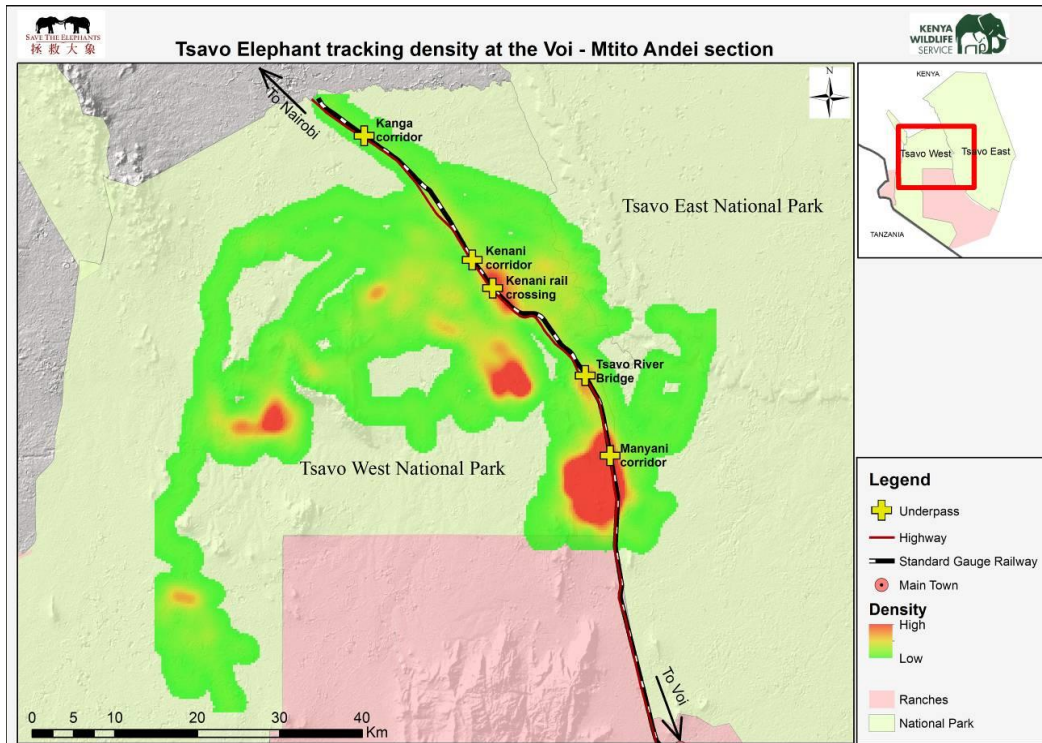 SAVE THE ELEPHANTS
拯救大象
Tsavo Elephant tracking density at the Voi - Mtito Andei section
KENYA
WILDLIFE
SERVICE
To Nairobi
N
Kanga
corridor
Tsavo East National Park
Kenani
corridor
Kenani rail
crossing
Tsavo River
Bridge
Manyani
corridor
Tsavo West National Park
To Voi
0 5 10 20 30 40
Km
KENYA
Tsavo West
Tsavo East
TANZANIA
Legend
Underpass
Highway
Standard Gauge Railway
Main Town
Density
High
Low
Ranches
National Park